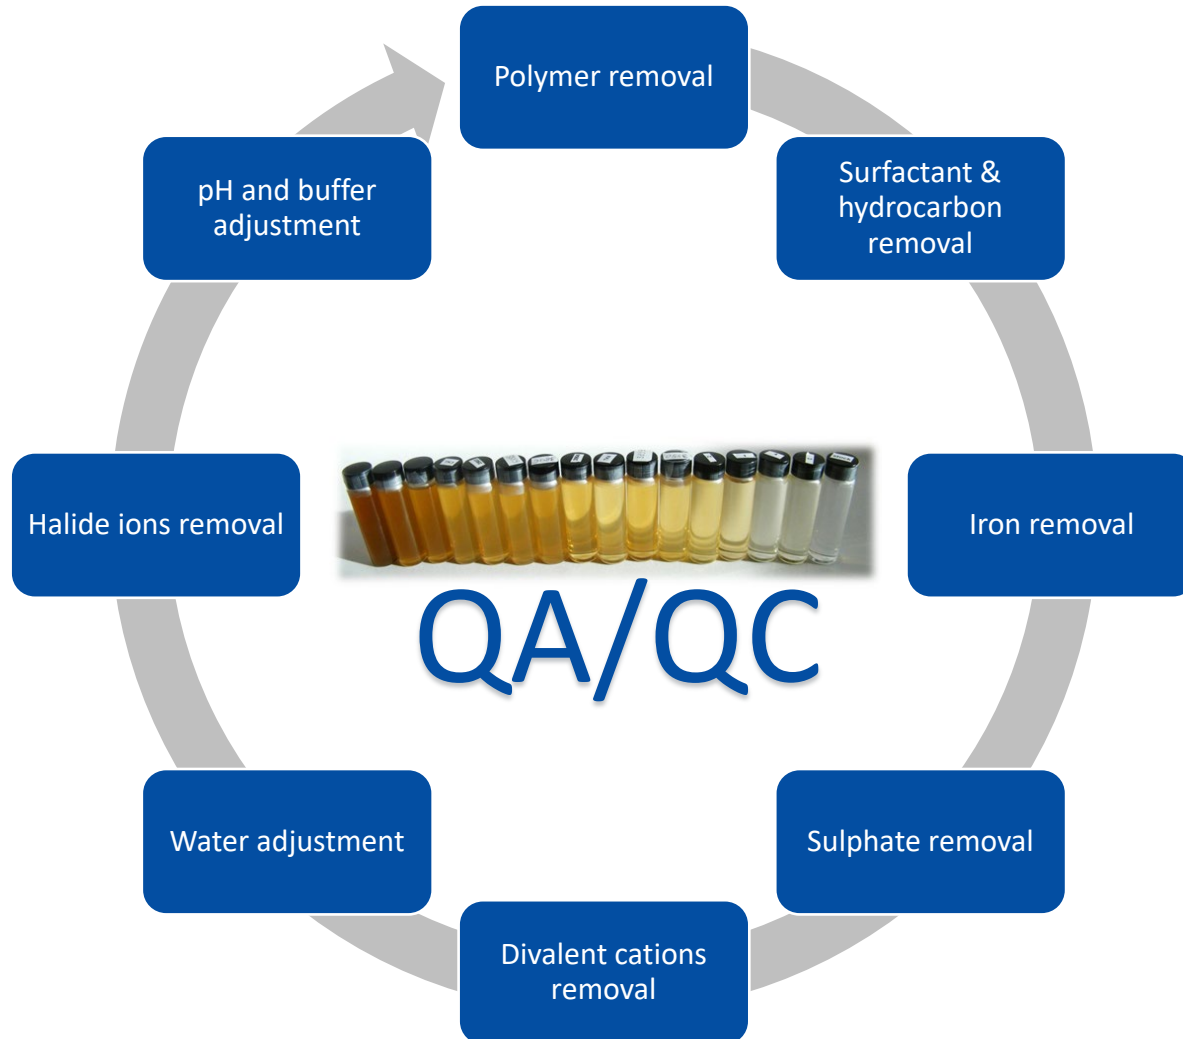 Polymer removal
Surfactant &
hydrocarbon
removal
Iron removal
Sulphate removal
Divalent cations
removal
Water adjustment
Halide ions removal
pH and buffer
adjustment
QA/QC